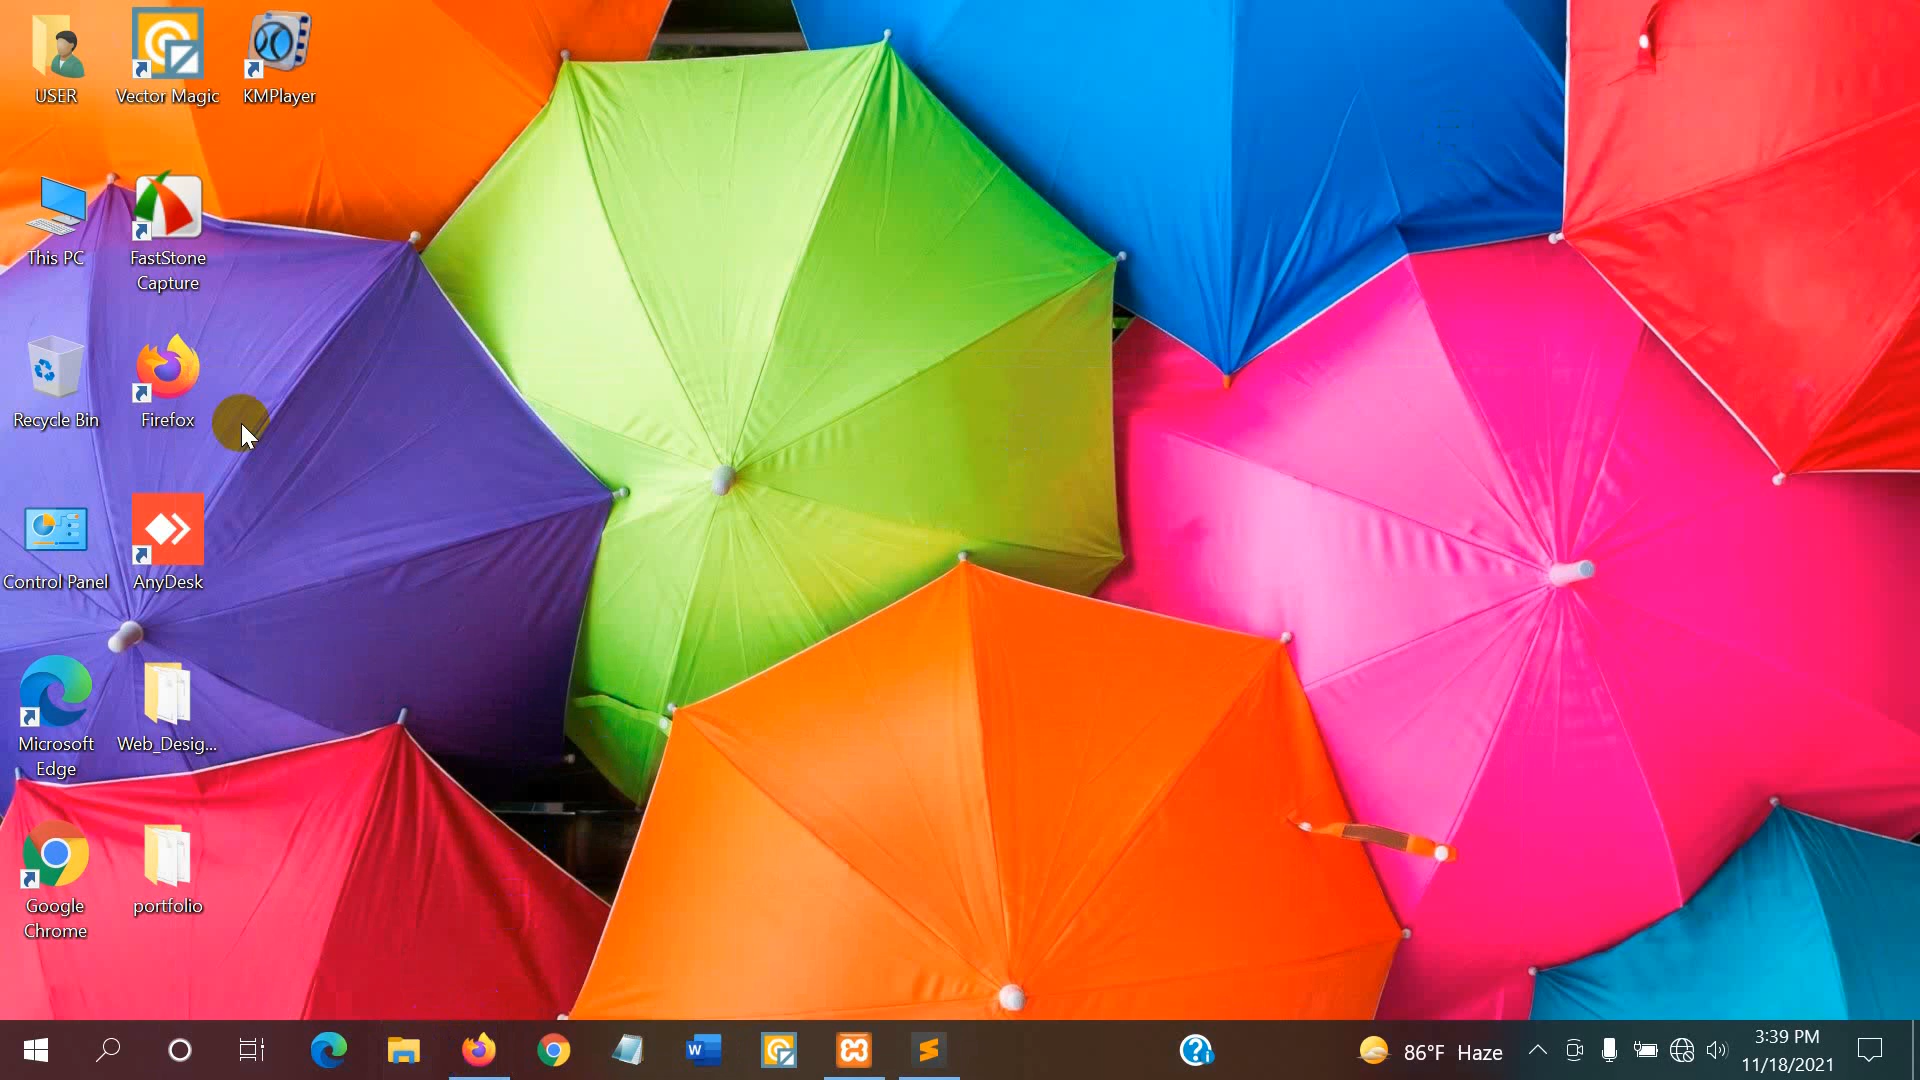 USER
Vector Magic
KMPlayer
This PC
FastStone
Capture
Recycle Bin
Firefox
Control Panel
AnyDesk
Microsoft
Edge
Web_Desig...
Google
Chrome
portfolio
W
?
86°F Haze
3:39 PM
11/18/2021